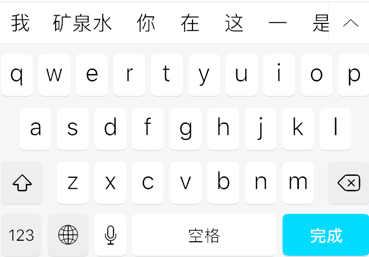 我 矿泉水 你 在 这 一 是
q w e r t y u i o p
a s d f g h j k l
z x c v b n m
123 空格 完成